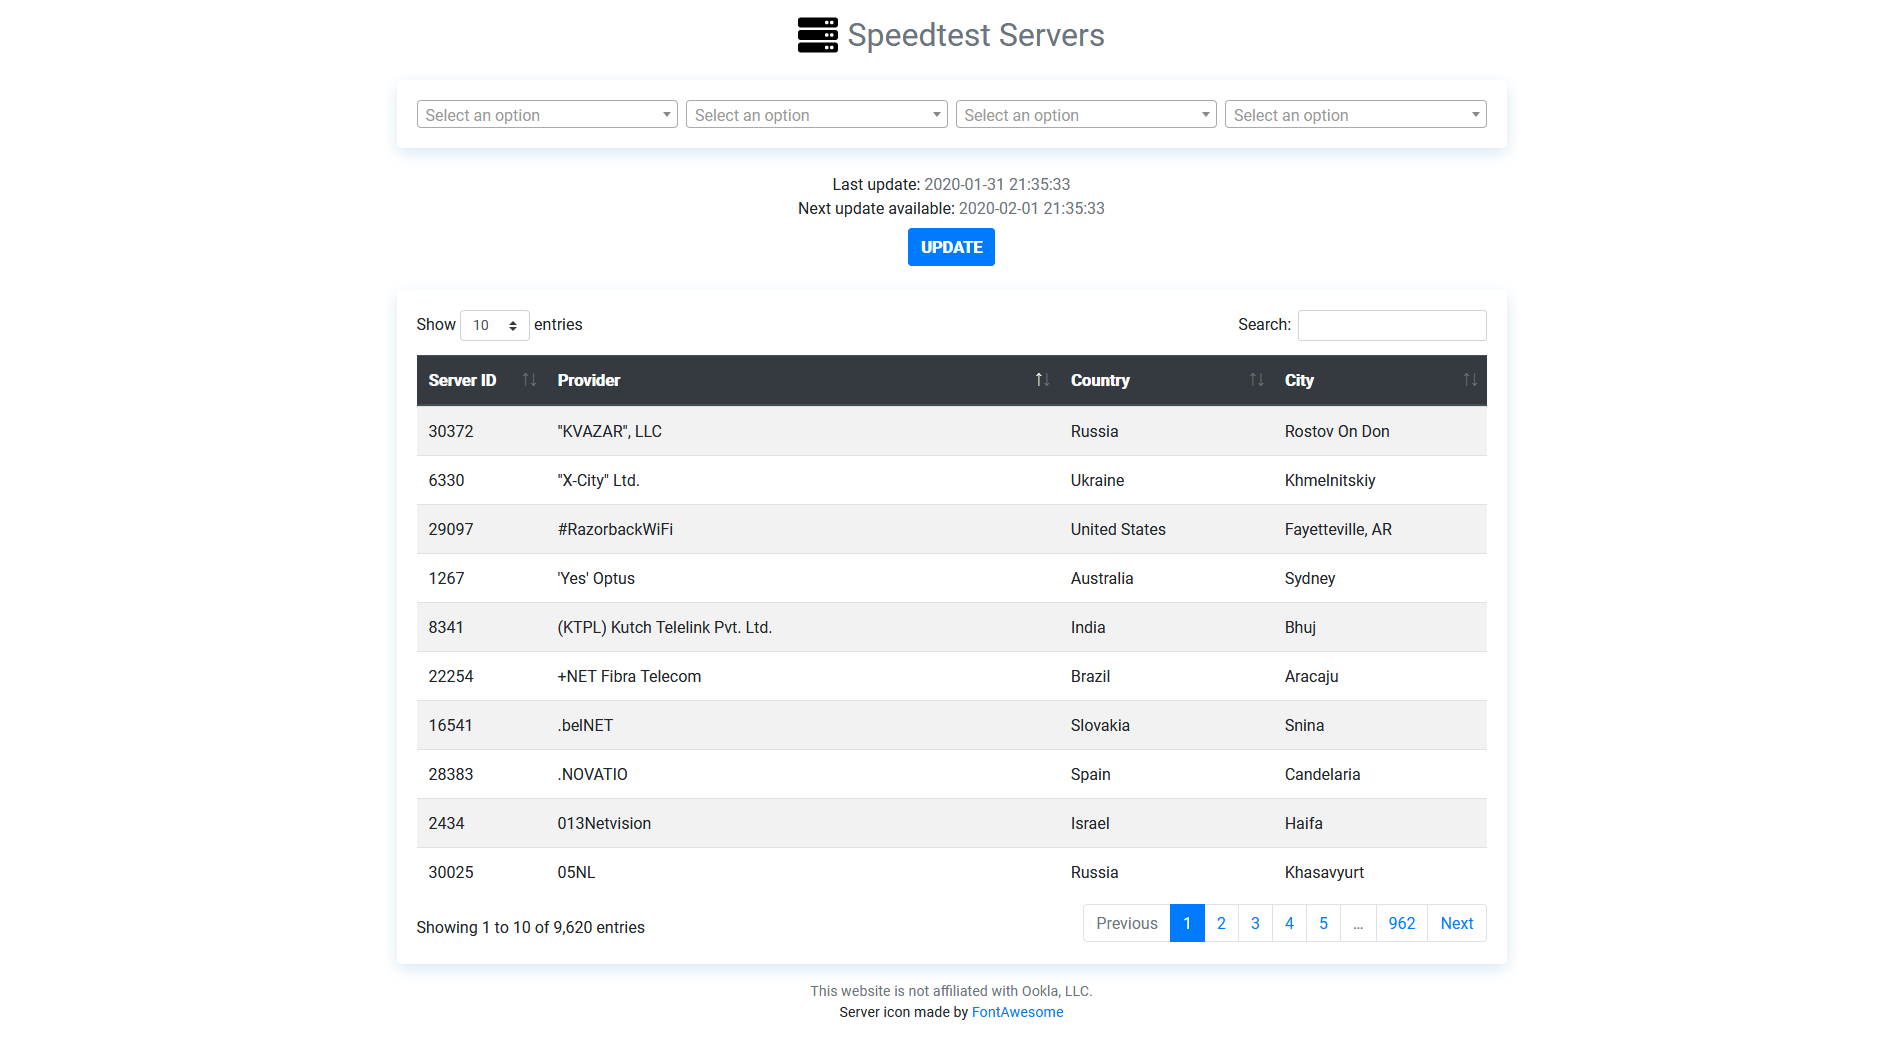 Speedtest Servers
Select an option Select an option Select an option Select an option
Last update: 2020-01-31 21:35:33
Next update available: 2020-02-01 21:35:33
UPDATE
Show 10 entries Search:
Server ID Provider Country City
30372 "KVAZAR", LLC Russia Rostov On Don
6330 "X-City" Ltd. Ukraine Khmelnitskiy
29097 #RazorbackWiFi United States Fayetteville, AR
1267 'Yes' Optus Australia Sydney
8341 (KTPL) Kutch Telelink Pvt. Ltd. India Bhuj
22254 +NET Fibra Telecom Brazil Aracaju
16541 .belNET Slovakia Snina
28383 .NOVATIO Spain Candelaria
2434 013Netvision Israel Haifa
30025 05NL Russia Khasavyurt
Showing 1 to 10 of 9,620 entries Previous 1 2 3 4 5 … 962 Next
This website is not affiliated with Ookla, LLC.
Server icon made by FontAwesome